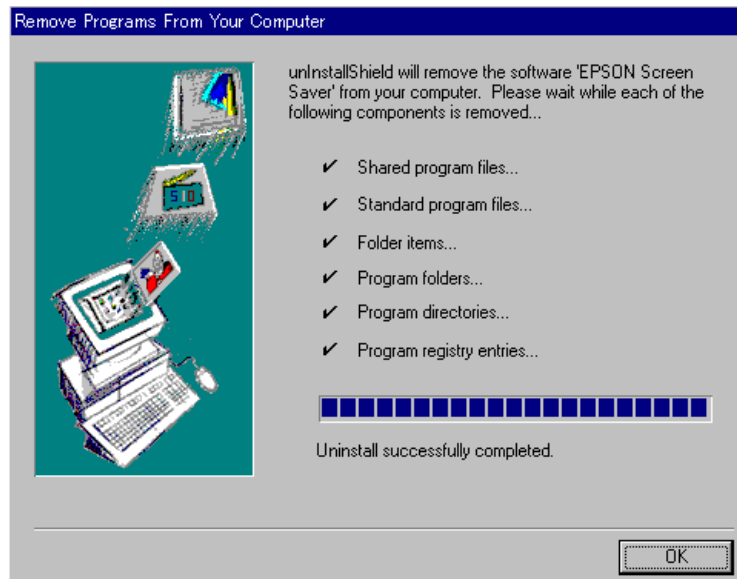 Remove Programs From Your Computer
unInstallShield will remove the software 'EPSON Screen
Saver' from your computer.  Please wait while each of the
following components is removed...
✔ Shared program files...
✔ Standard program files...
✔ Folder items...
✔ Program folders...
✔ Program directories...
✔ Program registry entries...
Uninstall successfully completed.
OK